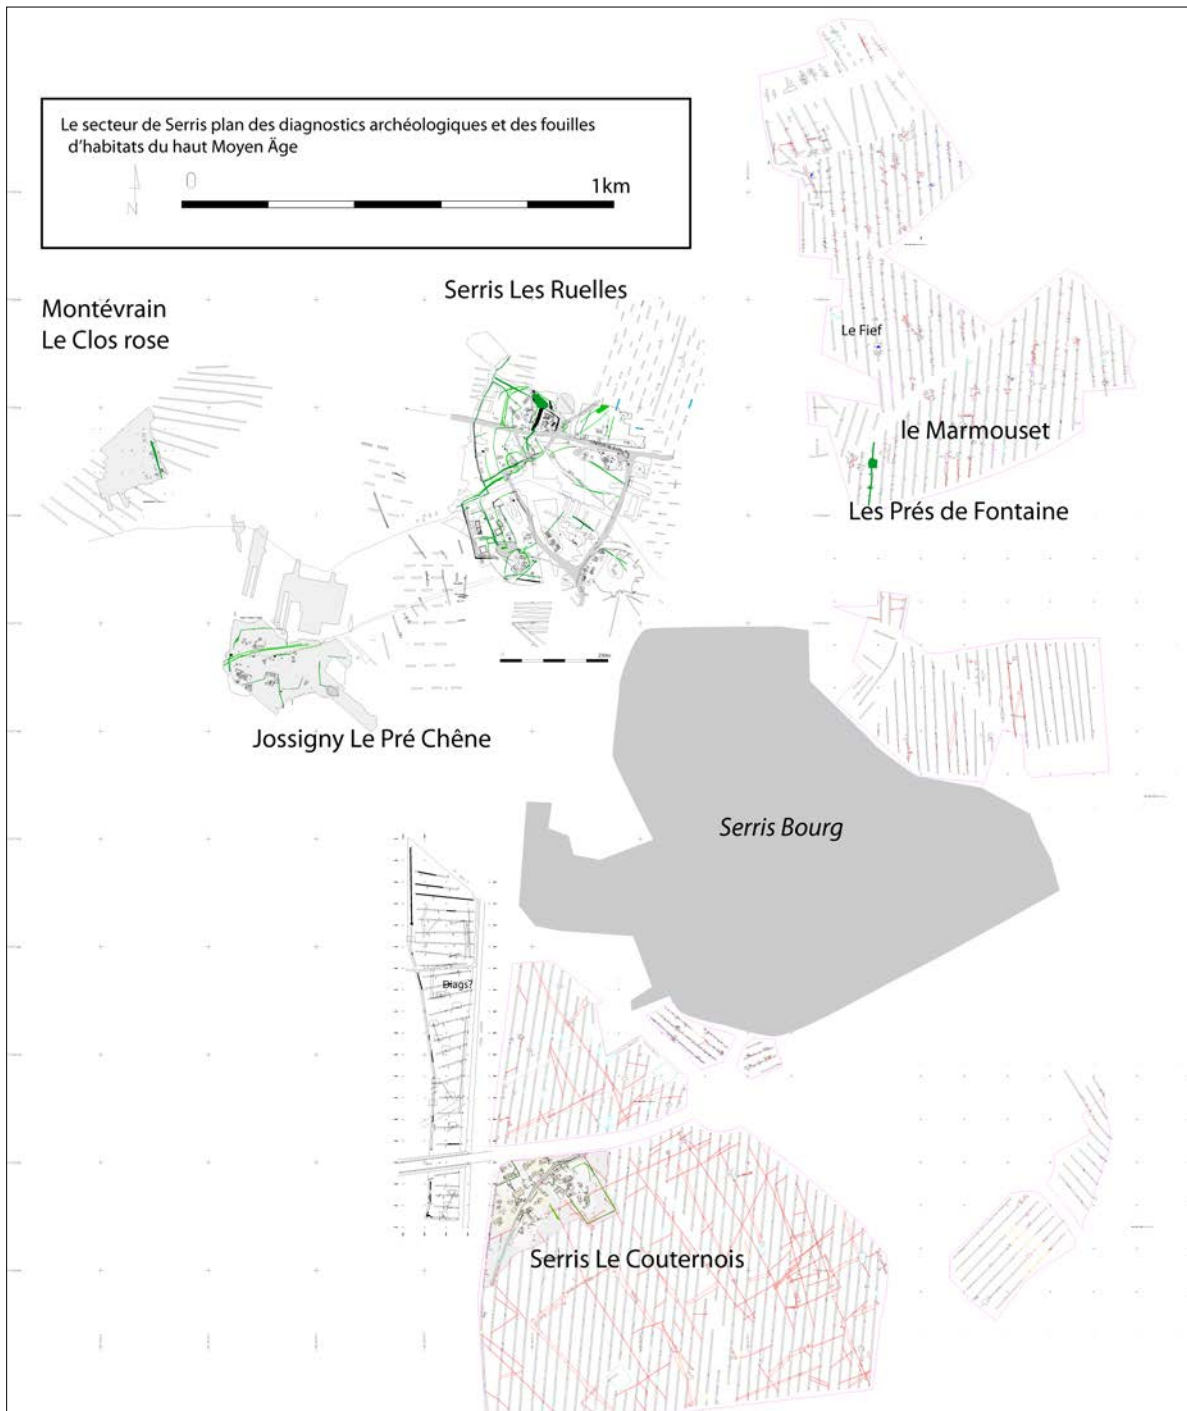 Le secteur de Serris plan des diagnostics archéologiques et des fouilles
d'habitats du haut Moyen Äge
0
1km
N
Serris Les Ruelles
Montévrain
Le Clos rose
Le Fief
le Marmouset
Les Prés de Fontaine
Jossigny Le Pré Chêne
Serris Bourg
Diags?
Serris Le Couternois